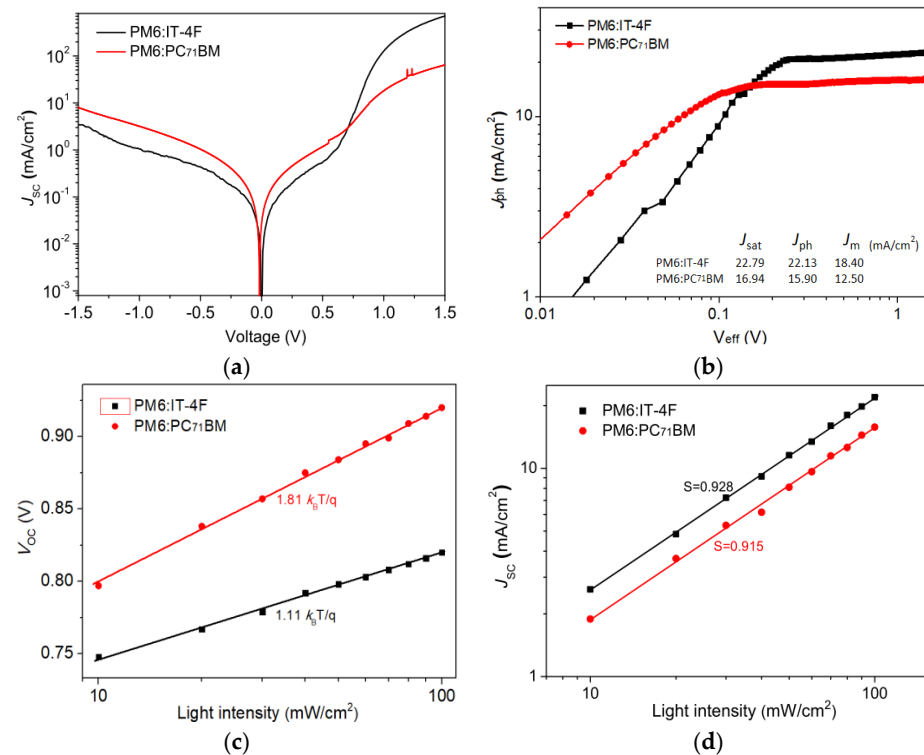 PM6:IT-4F
PM6:PC71BM
JSC (mA/cm2)
10^3
10^2
10^1
10^0
10^-1
10^-2
10^-3
-1.5 -1.0 -0.5 0.0 0.5 1.0 1.5
Voltage (V)
(a)
PM6:IT-4F
PM6:PC71BM
Jph (mA/cm2)
10
1
Jsat Jph Jm (mA/cm2)
PM6:IT-4F 22.79 22.13 18.40
PM6:PC71BM 16.94 15.90 12.50
0.01 0.1 1
Veff (V)
(b)
PM6:IT-4F
PM6:PC71BM
VOC (V)
0.90
0.85
0.80
0.75
1.81 kBT/q
1.11 kBT/q
10 100
Light intensity (mW/cm2)
(c)
PM6:IT-4F
PM6:PC71BM
JSC (mA/cm2)
10
1
S=0.928
S=0.915
10 100
Light intensity (mW/cm2)
(d)